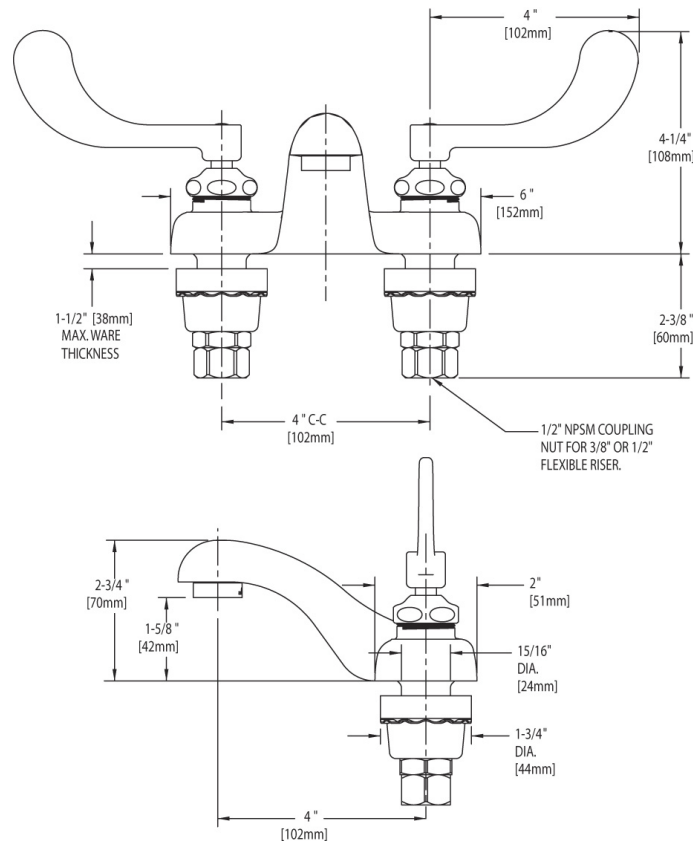 4 "
[102mm]
4-1/4"
[108mm]
6 "
[152mm]
1-1/2" [38mm]
MAX. WARE
THICKNESS
2-3/8 "
[60mm]
4 " C-C
[102mm]
1/2" NPSM COUPLING
NUT FOR 3/8" OR 1/2"
FLEXIBLE RISER.
2-3/4 "
[70mm]
1-5/8 "
[42mm]
2"
[51mm]
15/16"
DIA.
[24mm]
1-3/4"
DIA.
[44mm]
4 "
[102mm]